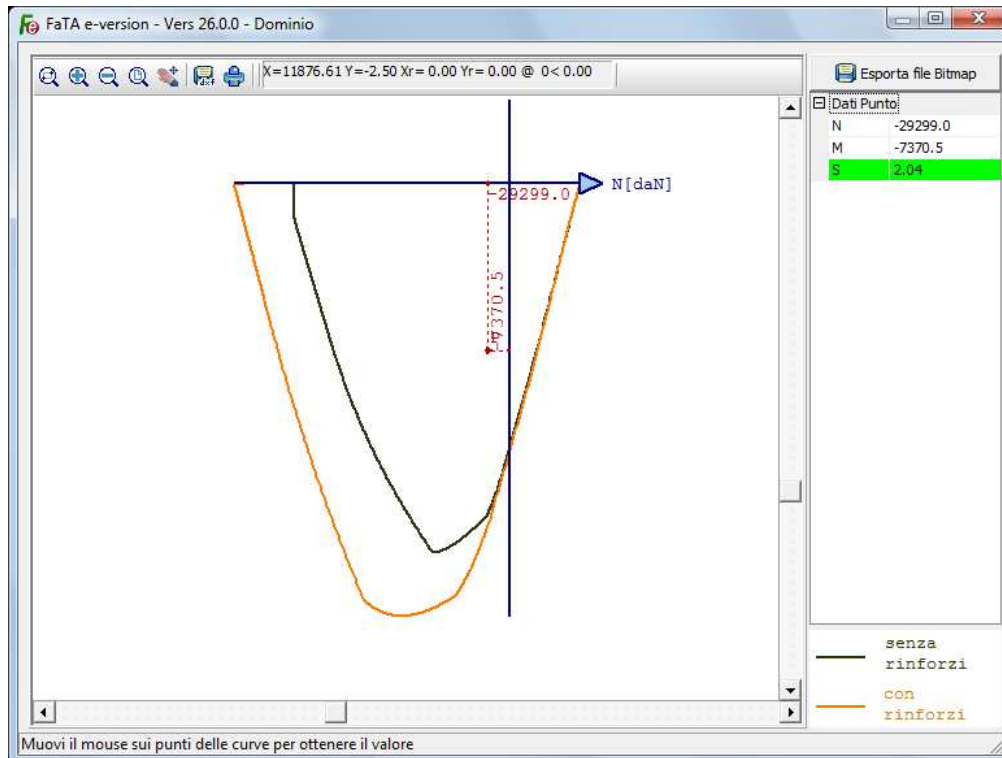 FaTA e-version - Vers 26.0.0 - Dominio
X=11876.61 Y=-2.50 Xr= 0.00 Yr= 0.00 @ 0< 0.00
Esporta file Bitmap
Dati Punto
N -29299.0
M -7370.5
S 2.04
N[daN]
-29299.0
-7370.5
senza
rinforzi
con
rinforzi
Muovi il mouse sui punti delle curve per ottenere il valore